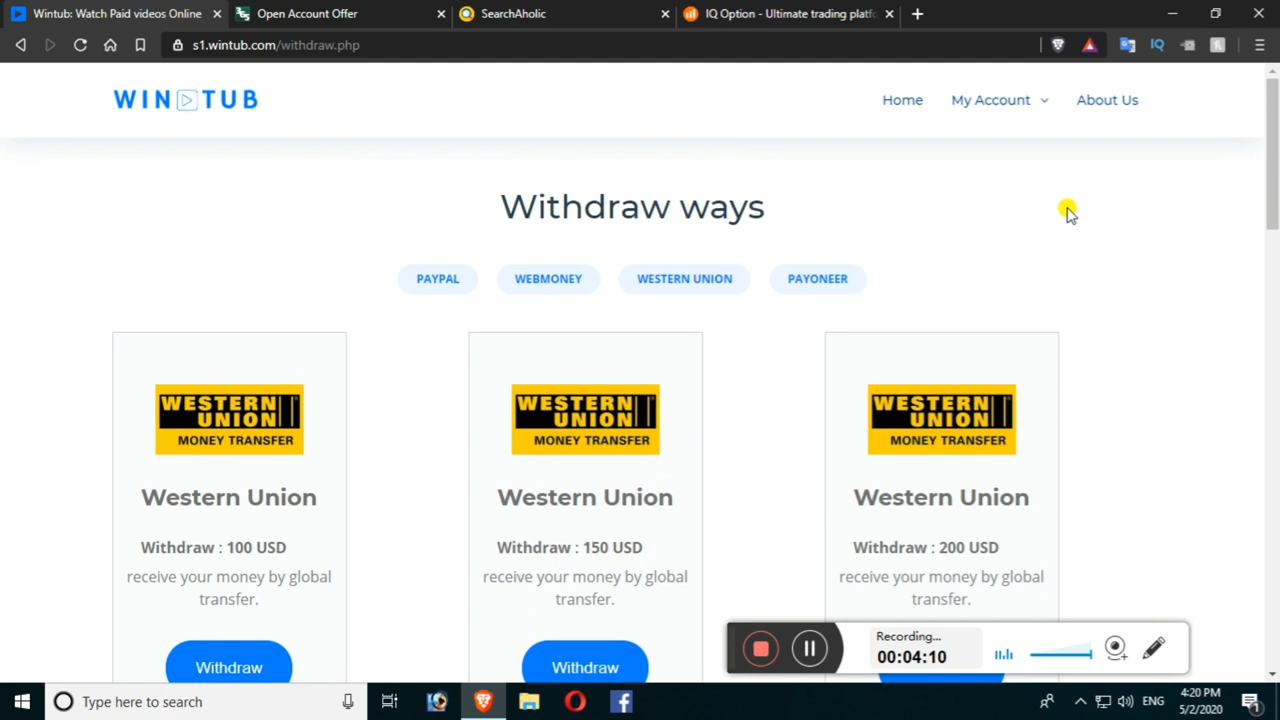 Wintub: Watch Paid videos Online
Open Account Offer
SearchAholic
IQ Option - Ultimate trading platfo
s1.wintub.com/withdraw.php
IQ
WIN TUB
Home
My Account
About Us
Withdraw ways
PAYPAL
WEBMONEY
WESTERN UNION
PAYONEER
WESTERN
UNION
MONEY TRANSFER
WESTERN
UNION
MONEY TRANSFER
WESTERN
UNION
MONEY TRANSFER
Western Union
Western Union
Western Union
Withdraw : 100 USD
Withdraw : 150 USD
Withdraw : 200 USD
receive your money by global
transfer.
receive your money by global
transfer.
receive your money by global
transfer.
Withdraw
Withdraw
Recording...
00:04:10
Type here to search
ENG
4:20 PM
5/2/2020
1